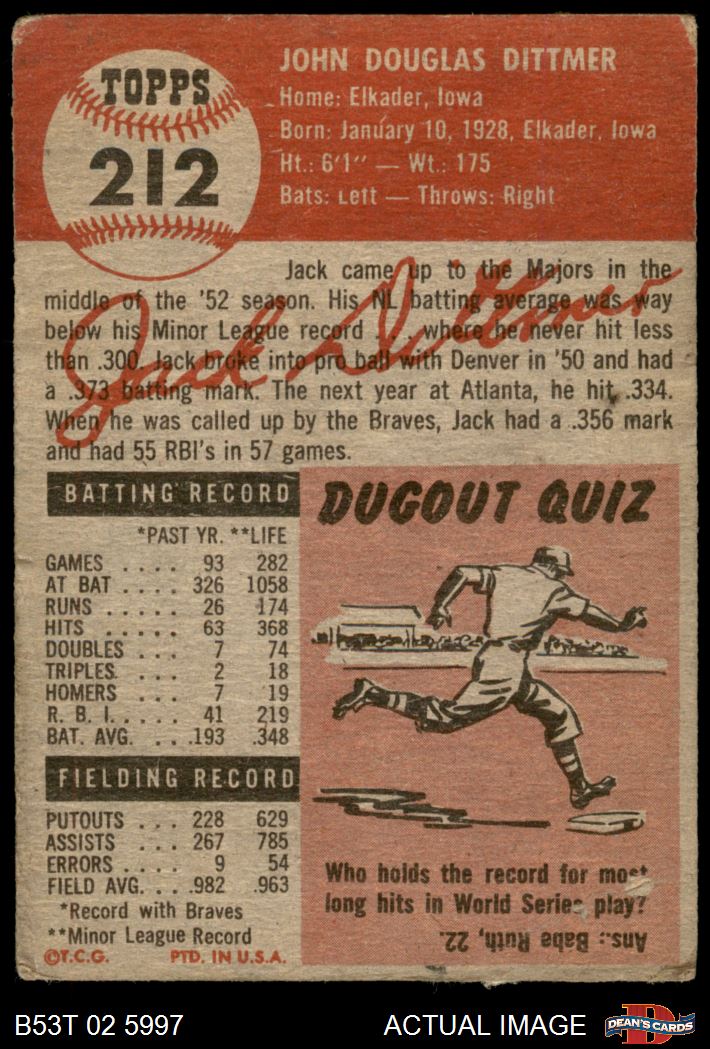 TOPPS
212
JOHN DOUGLAS DITTMER
Home: Elkader, Iowa
Born: January 10, 1928, Elkader, Iowa
Ht.: 6'1" — Wt.: 175
Bats: Left — Throws: Right
Jack came up to the Majors in the
middle of the '52 season. His NL batting average was way
below his Minor League record . . . where he never hit less
than .300. Jack broke into pro ball with Denver in '50 and had
a .373 batting mark. The next year at Atlanta, he hit .334.
When he was called up by the Braves, Jack had a .356 mark
and had 55 RBI's in 57 games.
Jack Dittmer
BATTING RECORD
*PAST YR. **LIFE
GAMES .... 93 282
AT BAT .... 326 1058
RUNS ..... 26 174
HITS ..... 63 368
DOUBLES ... 7 74
TRIPLES ... 2 18
HOMERS ... 7 19
R. B. I..... 41 219
BAT. AVG. ... .193 .348
FIELDING RECORD
PUTOUTS ... 228 629
ASSISTS ... 267 785
ERRORS .... 9 54
FIELD AVG. ... .982 .963
*Record with Braves
**Minor League Record
©T.C.G. PTD. IN U.S.A.
DUGOUT QUIZ
Who holds the record for most
long hits in World Series play?
Ans.: Babe Ruth, 22.
B53T 02 5997
ACTUAL IMAGE
D
DEAN'S CARDS